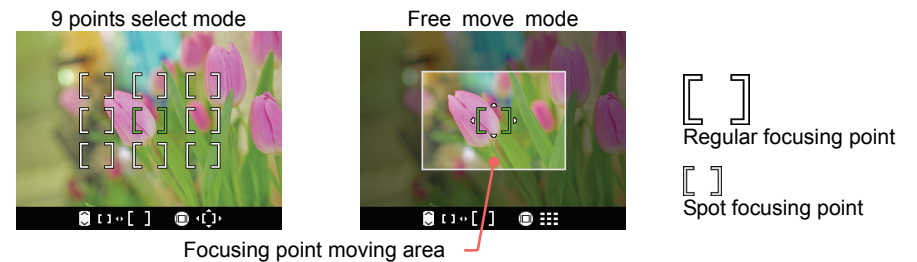 9 points select mode
Free move mode
Regular focusing point
Spot focusing point
Focusing point moving area